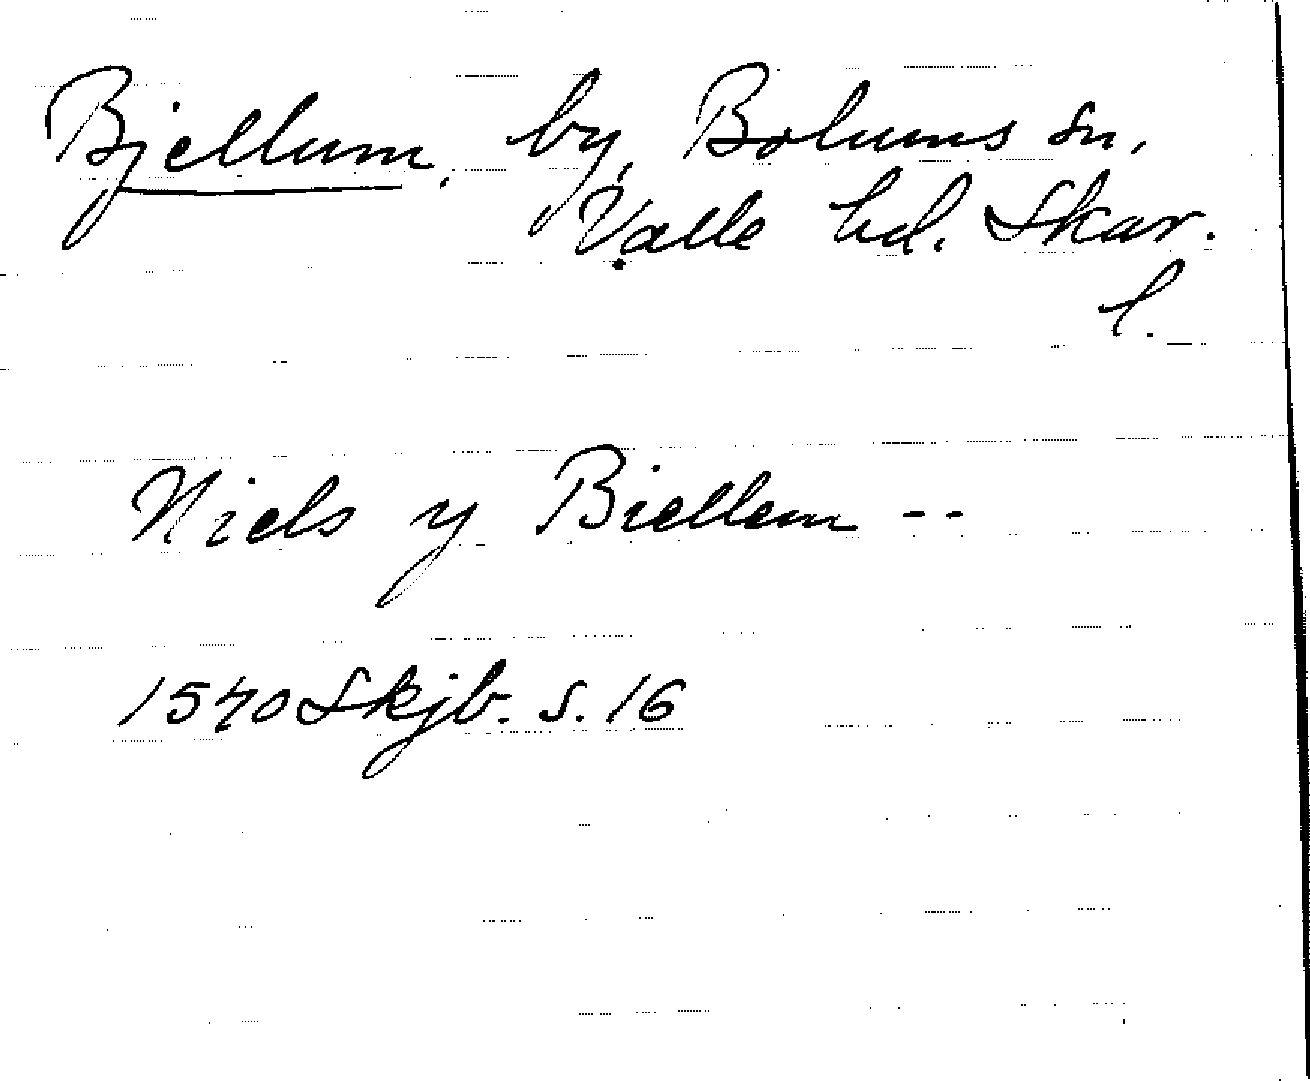 Bjellum, by, Bolums sn,
Valle hd. Skar.
l.
Niels y Biellem --
1540 Skjb. s. 16